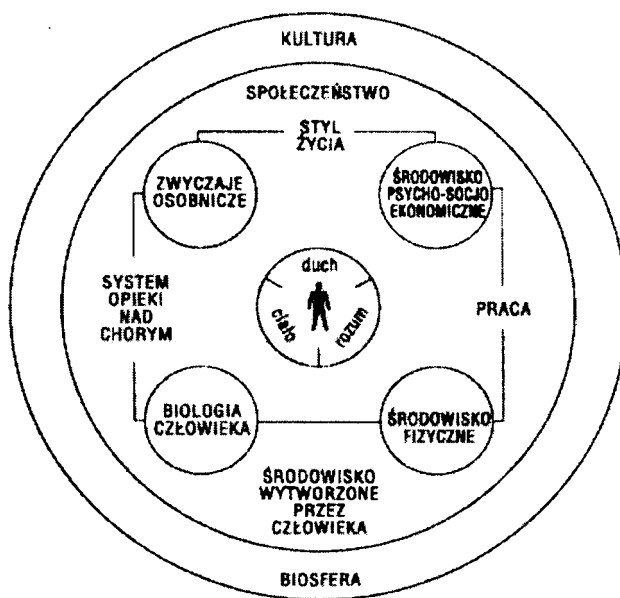 KULTURA
SPOŁECZEŃSTWO
STYL
ŻYCIA
ZWYCZAJE
OSOBNICZE
ŚRODOWISKO
PSYCHO-SOCJO
EKONOMICZNE
duch
ciało
rozum
SYSTEM
OPIEKI
NAD
CHORYM
PRACA
BIOLOGIA
CZŁOWIEKA
ŚRODOWISKO
FIZYCZNE
ŚRODOWISKO
WYTWORZONE
PRZEZ
CZŁOWIEKA
BIOSFERA